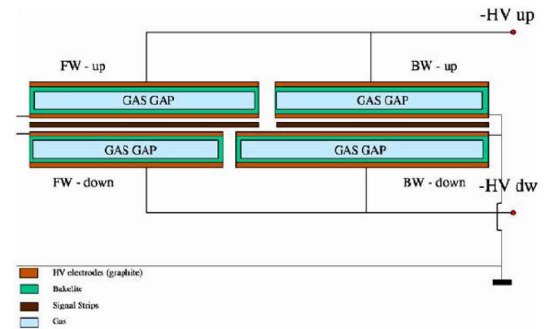 -HV up
FW - up
BW - up
GAS GAP
GAS GAP
GAS GAP
GAS GAP
FW - down
BW - down
-HV dw
HV electrodes (graphite)
Bakelite
Signal Strips
Gas